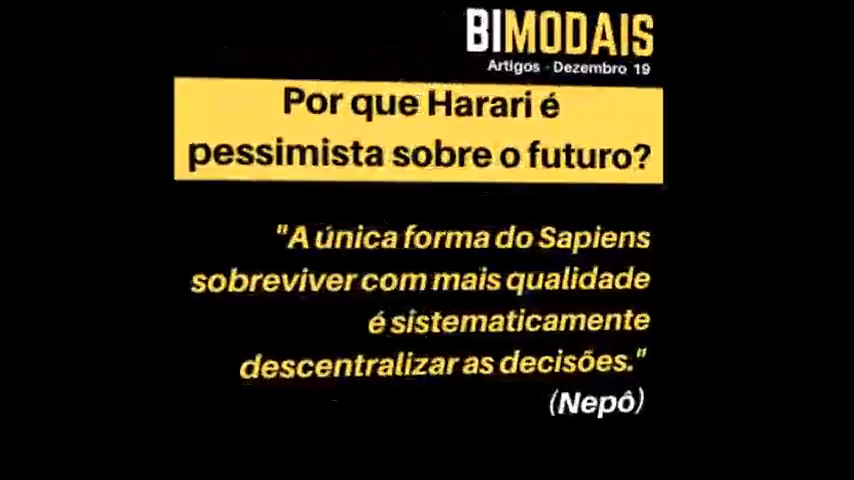 BIMODAIS
Artigos - Dezembro 19
Por que Harari é
pessimista sobre o futuro?
"A única forma do Sapiens
sobreviver com mais qualidade
é sistematicamente
descentralizar as decisões."
(Nepô)